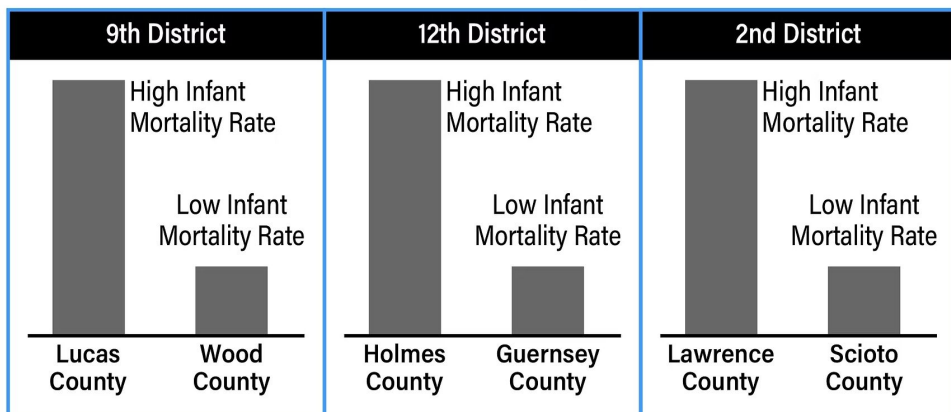 9th District
High Infant
Mortality Rate
Low Infant
Mortality Rate
Lucas
County
Wood
County
12th District
High Infant
Mortality Rate
Low Infant
Mortality Rate
Holmes
County
Guernsey
County
2nd District
High Infant
Mortality Rate
Low Infant
Mortality Rate
Lawrence
County
Scioto
County